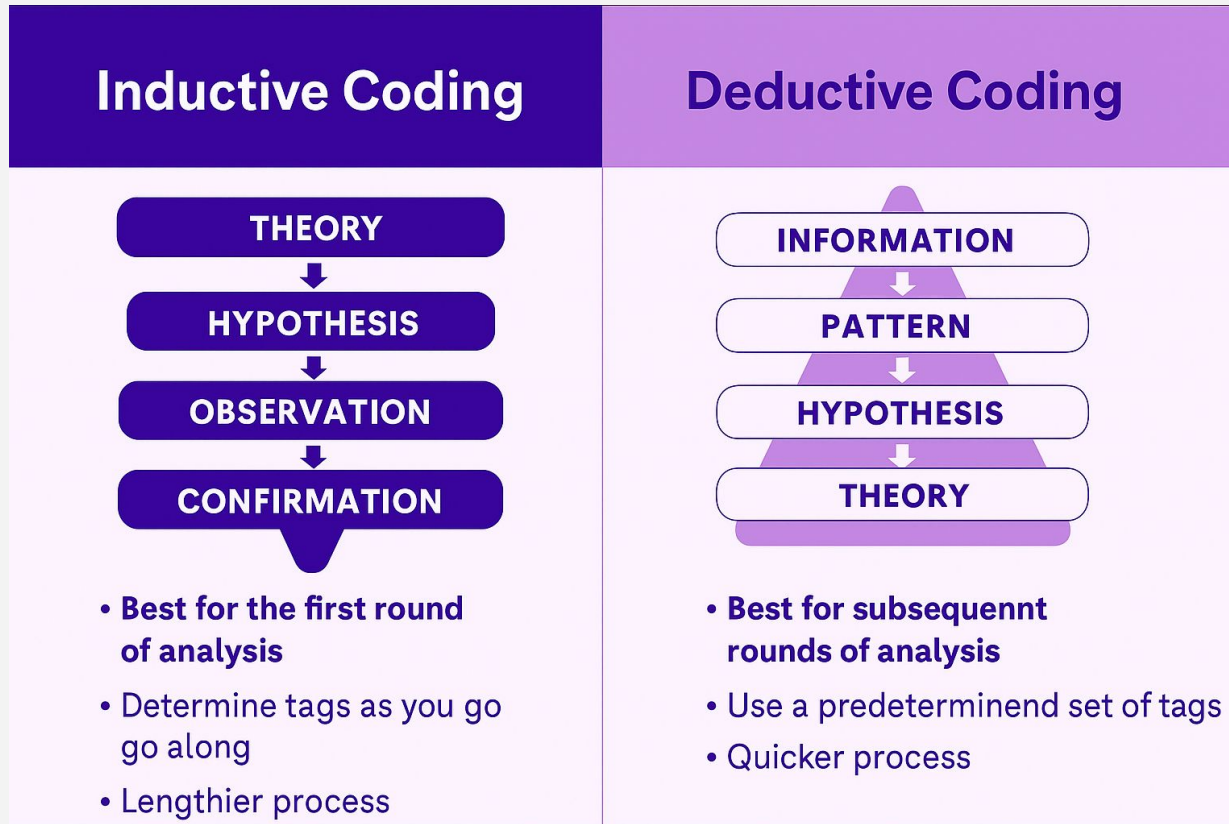 Inductive Coding
THEORY
HYPOTHESIS
OBSERVATION
CONFIRMATION
• Best for the first round
of analysis
• Determine tags as you go
go along
• Lengthier process
Deductive Coding
INFORMATION
PATTERN
HYPOTHESIS
THEORY
• Best for subsequennt
rounds of analysis
• Use a predeterminend set of tags
• Quicker process